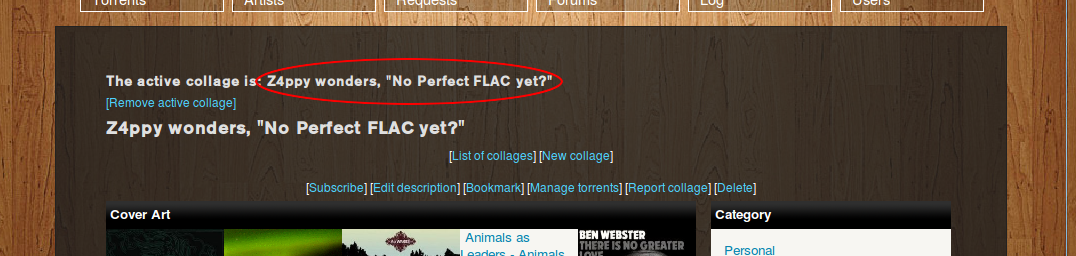 Torrents Artists Requests Forums Log Users
The active collage is: Z4ppy wonders, "No Perfect FLAC yet?"
[Remove active collage]
Z4ppy wonders, "No Perfect FLAC yet?"
[List of collages] [New collage]
[Subscribe] [Edit description] [Bookmark] [Manage torrents] [Report collage] [Delete]
Cover Art Category
Animals as
Leaders - Animals
BEN WEBSTER
THERE IS NO GREATER
LOVE
Personal